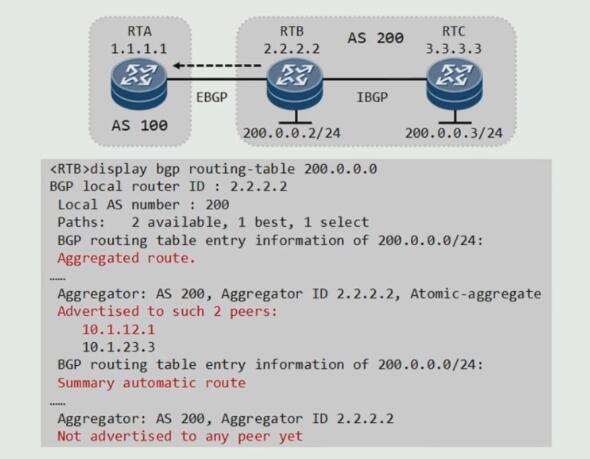 RTA
1.1.1.1
RTB
2.2.2.2
AS 200
RTC
3.3.3.3
EBGP
IBGP
AS 100
200.0.0.2/24
200.0.0.3/24
<RTB>display bgp routing-table 200.0.0.0
BGP local router ID : 2.2.2.2
Local AS number : 200
Paths: 2 available, 1 best, 1 select
BGP routing table entry information of 200.0.0.0/24:
Aggregated route.
……
Aggregator: AS 200, Aggregator ID 2.2.2.2, Atomic-aggregate
Advertised to such 2 peers:
10.1.12.1
10.1.23.3
BGP routing table entry information of 200.0.0.0/24:
Summary automatic route
……
Aggregator: AS 200, Aggregator ID 2.2.2.2
Not advertised to any peer yet